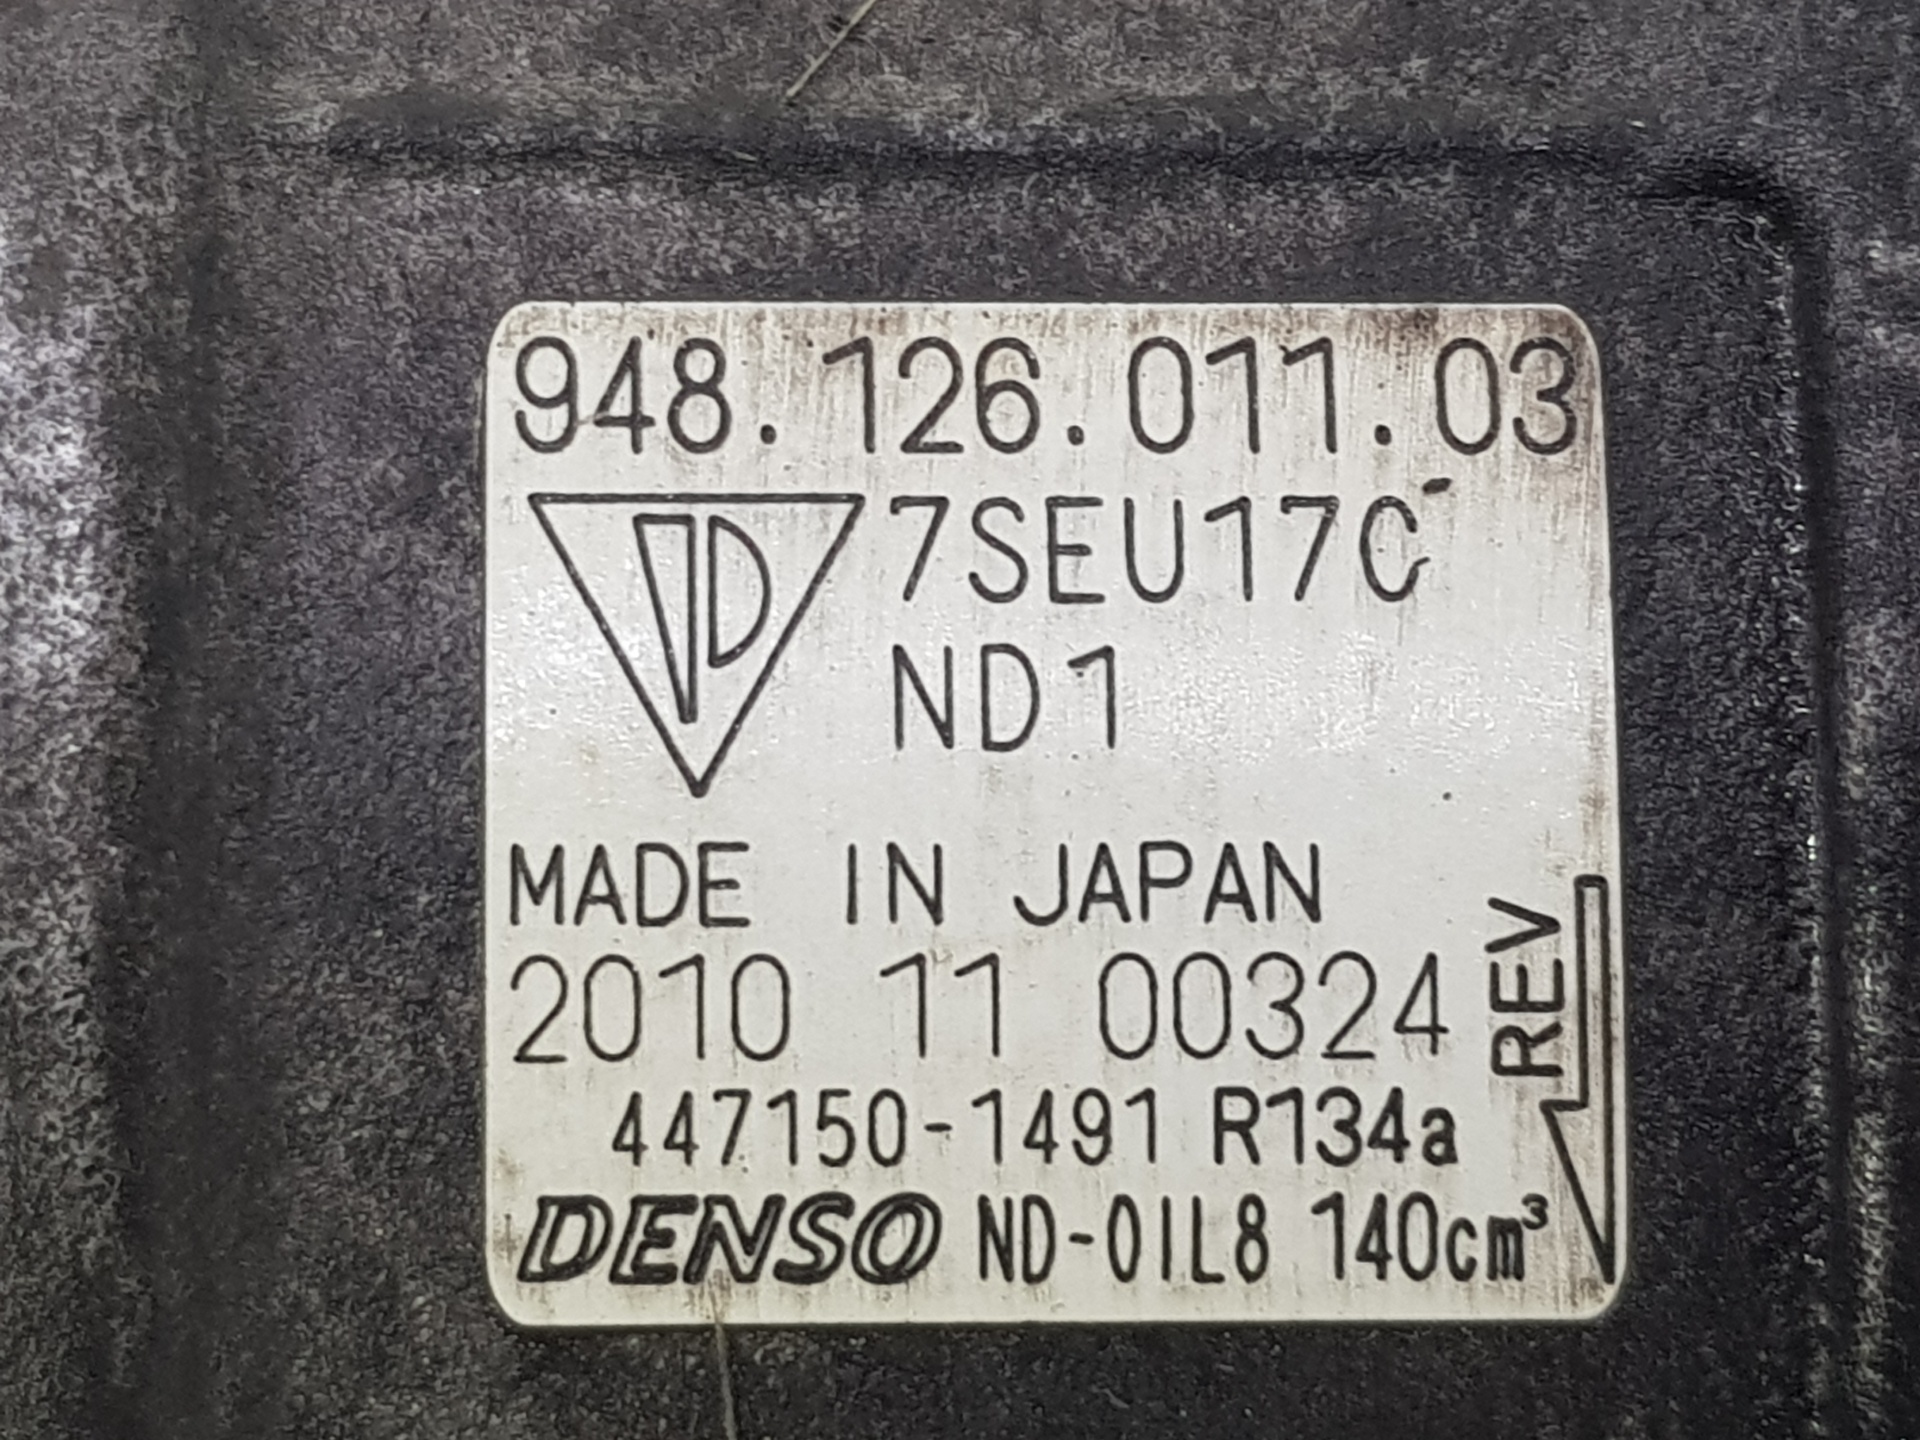 948.126.011.03
7SEU17C
ND1
MADE IN JAPAN
2010 11 00324
REV
447150-1491 R134a
DENSO ND-OIL8 140cm³